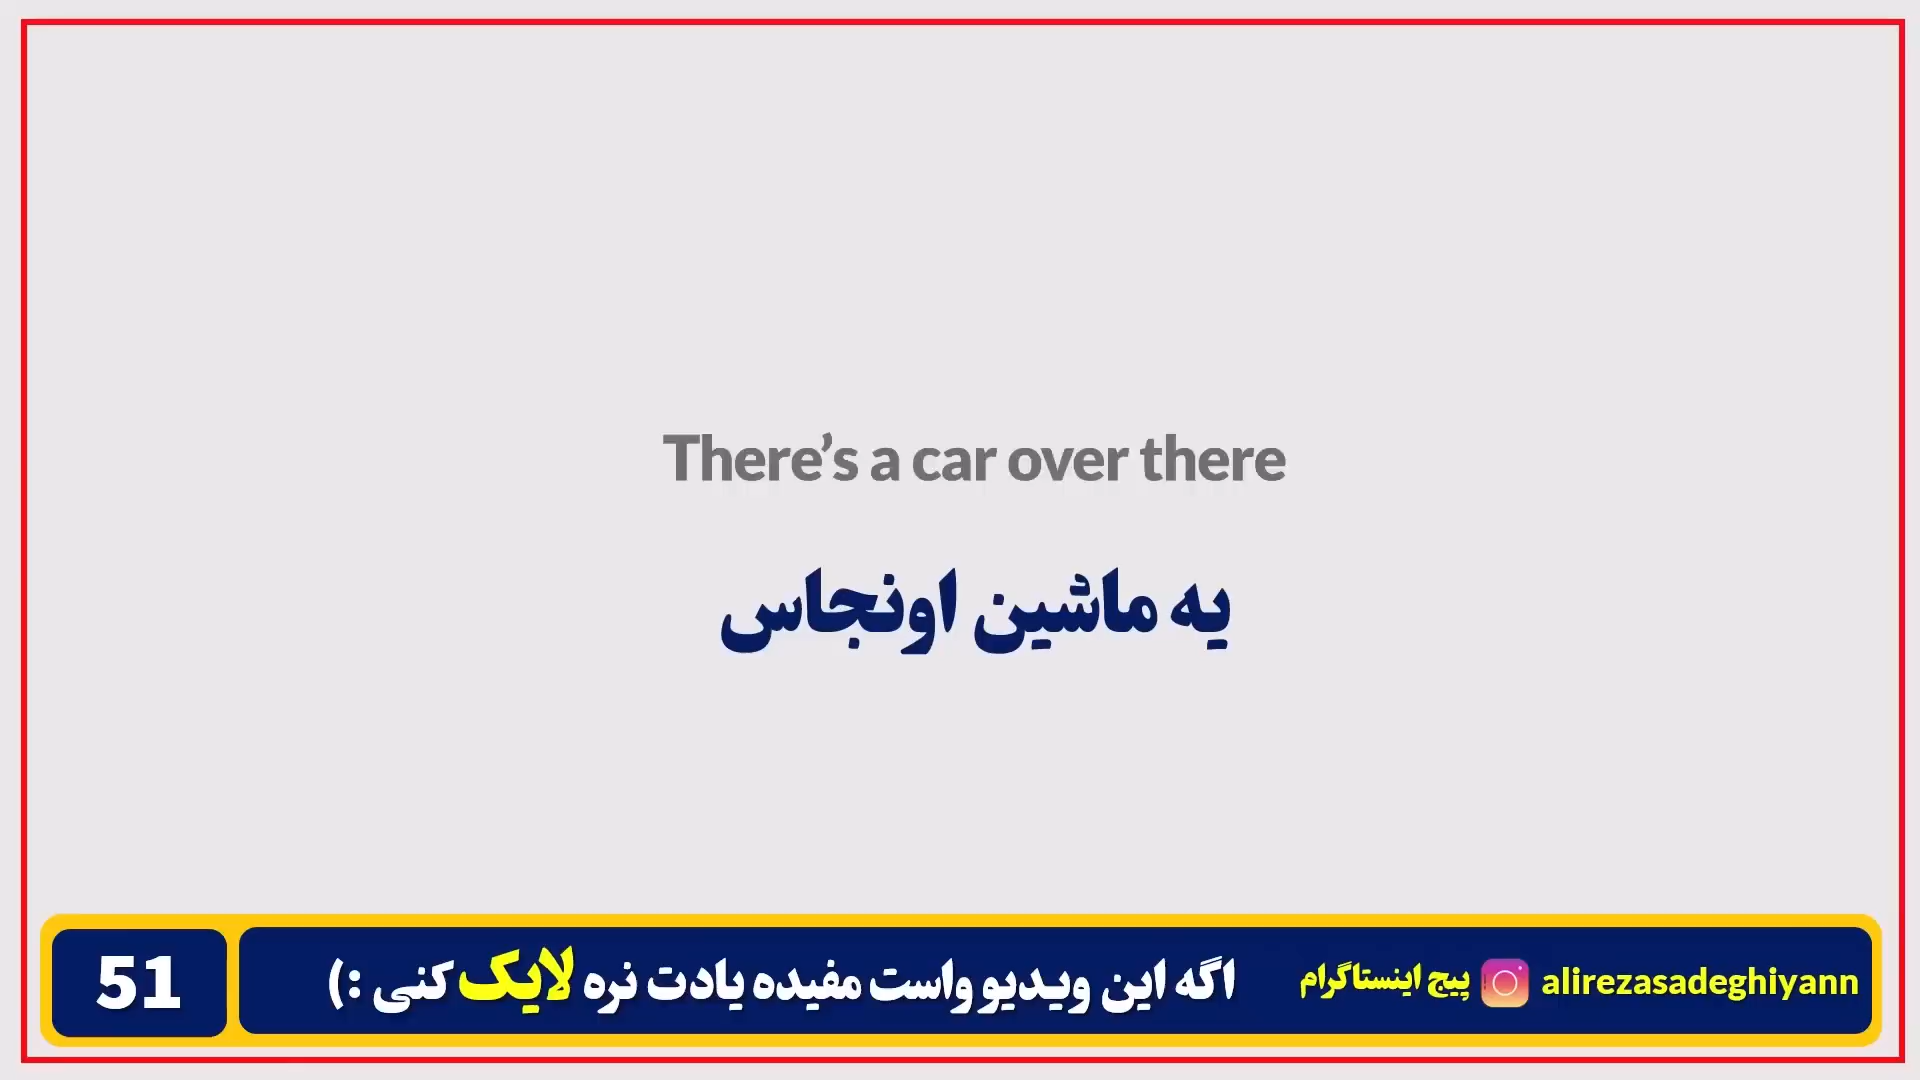 There’s a car over there
یه ماشین اونجاس
51
اگه این ویدیو واست مفیده یادت نره لایک کنی :)
پیج اینستاگرام
alirezasadeghiyann